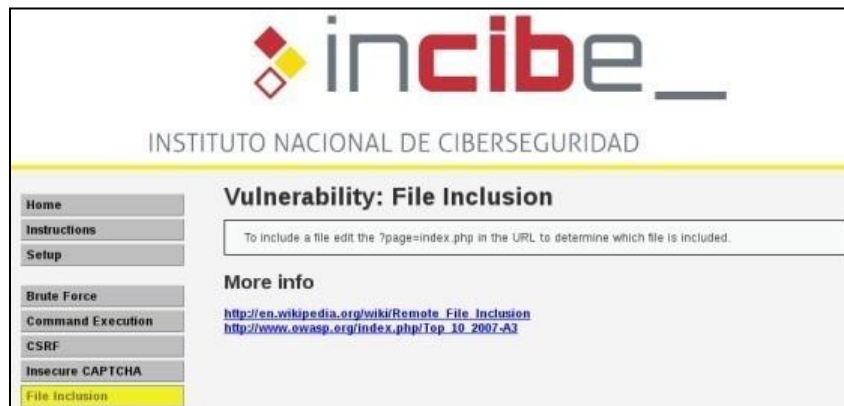 incibe_
INSTITUTO NACIONAL DE CIBERSEGURIDAD
Home
Instructions
Setup
Brute Force
Command Execution
CSRF
Insecure CAPTCHA
File Inclusion
Vulnerability: File Inclusion
To include a file edit the ?page=index.php in the URL to determine which file is included.
More info
http://en.wikipedia.org/wiki/Remote_File_Inclusion
http://www.owasp.org/index.php/Top_10_2007-A3